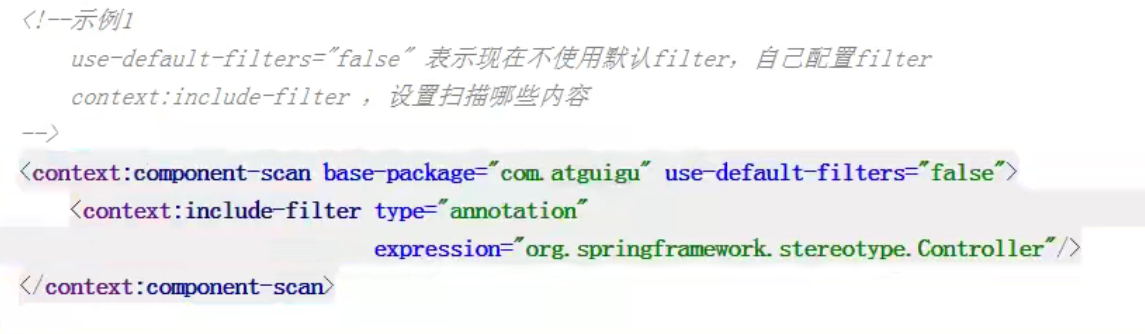 <!--示例1
use-default-filters="false" 表示现在不使用默认filter，自己配置filter
context:include-filter ，设置扫描哪些内容
-->
<context:component-scan base-package="com.atguigu" use-default-filters="false">
<context:include-filter type="annotation"
expression="org.springframework.stereotype.Controller"/>
</context:component-scan>